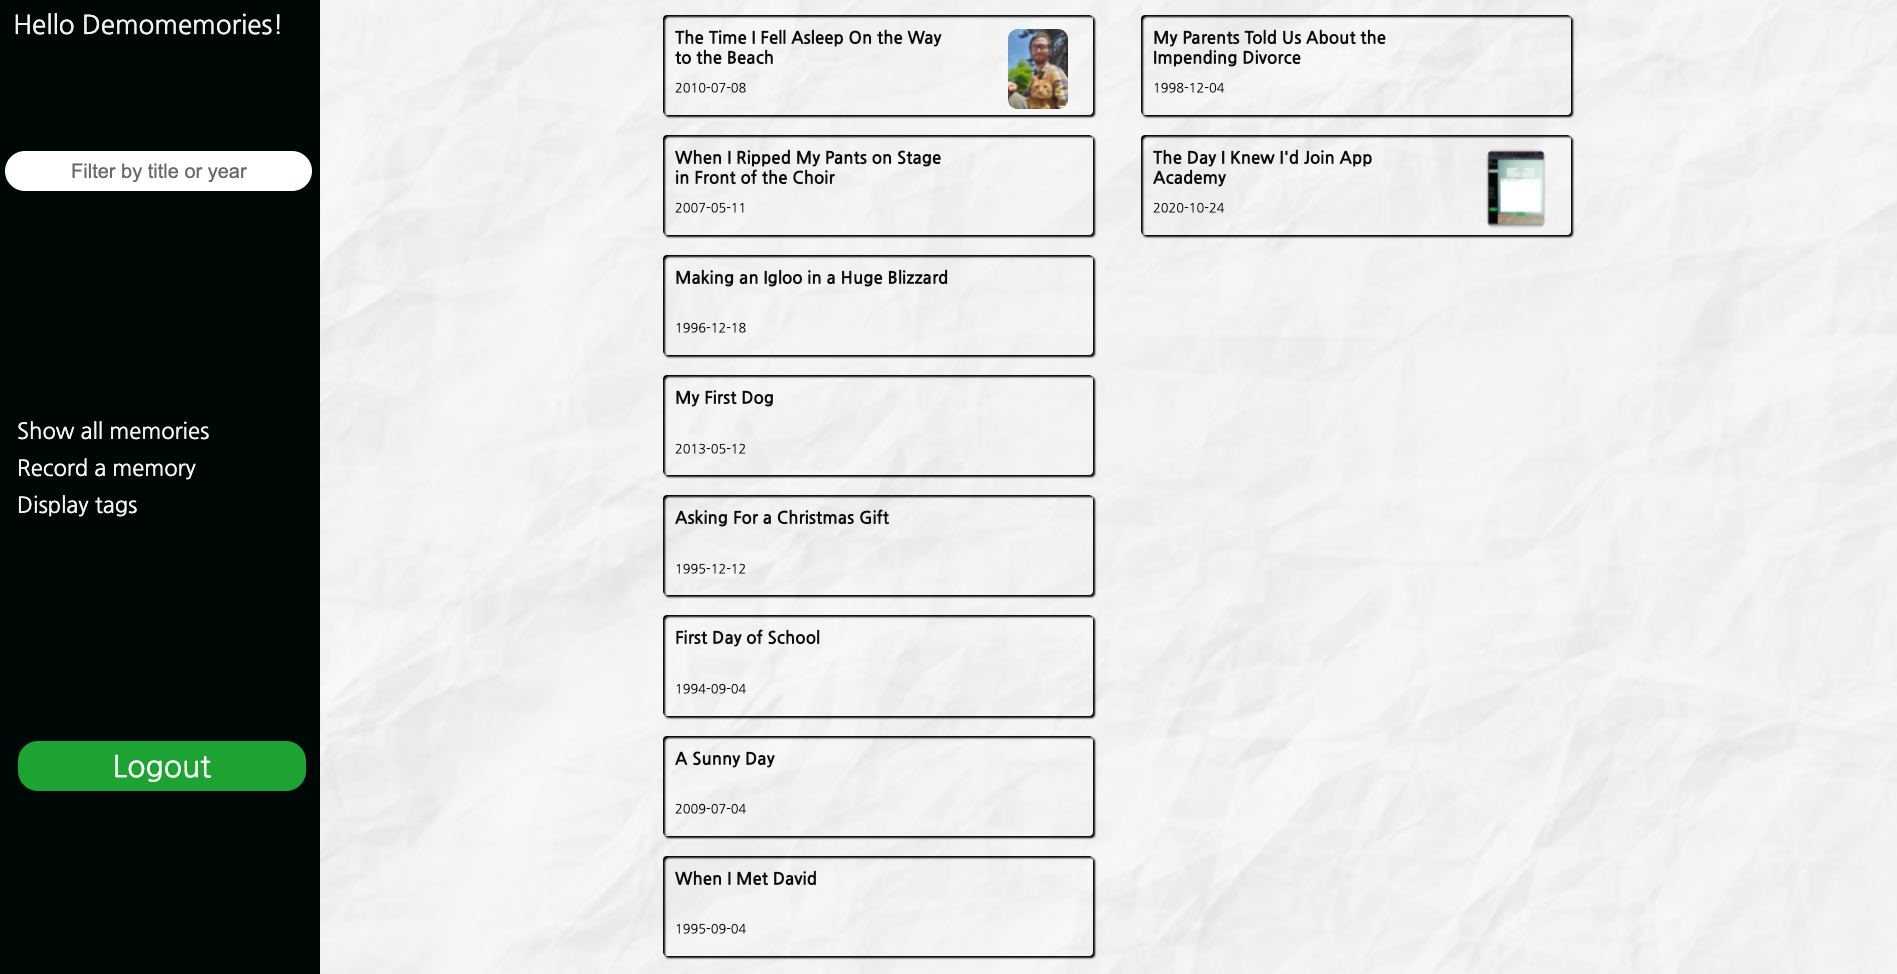 Hello Demomemories!
Filter by title or year
Show all memories
Record a memory
Display tags
Logout
The Time I Fell Asleep On the Way
to the Beach
2010-07-08
When I Ripped My Pants on Stage
in Front of the Choir
2007-05-11
Making an Igloo in a Huge Blizzard
1996-12-18
My First Dog
2013-05-12
Asking For a Christmas Gift
1995-12-12
First Day of School
1994-09-04
A Sunny Day
2009-07-04
When I Met David
1995-09-04
My Parents Told Us About the
Impending Divorce
1998-12-04
The Day I Knew I'd Join App
Academy
2020-10-24